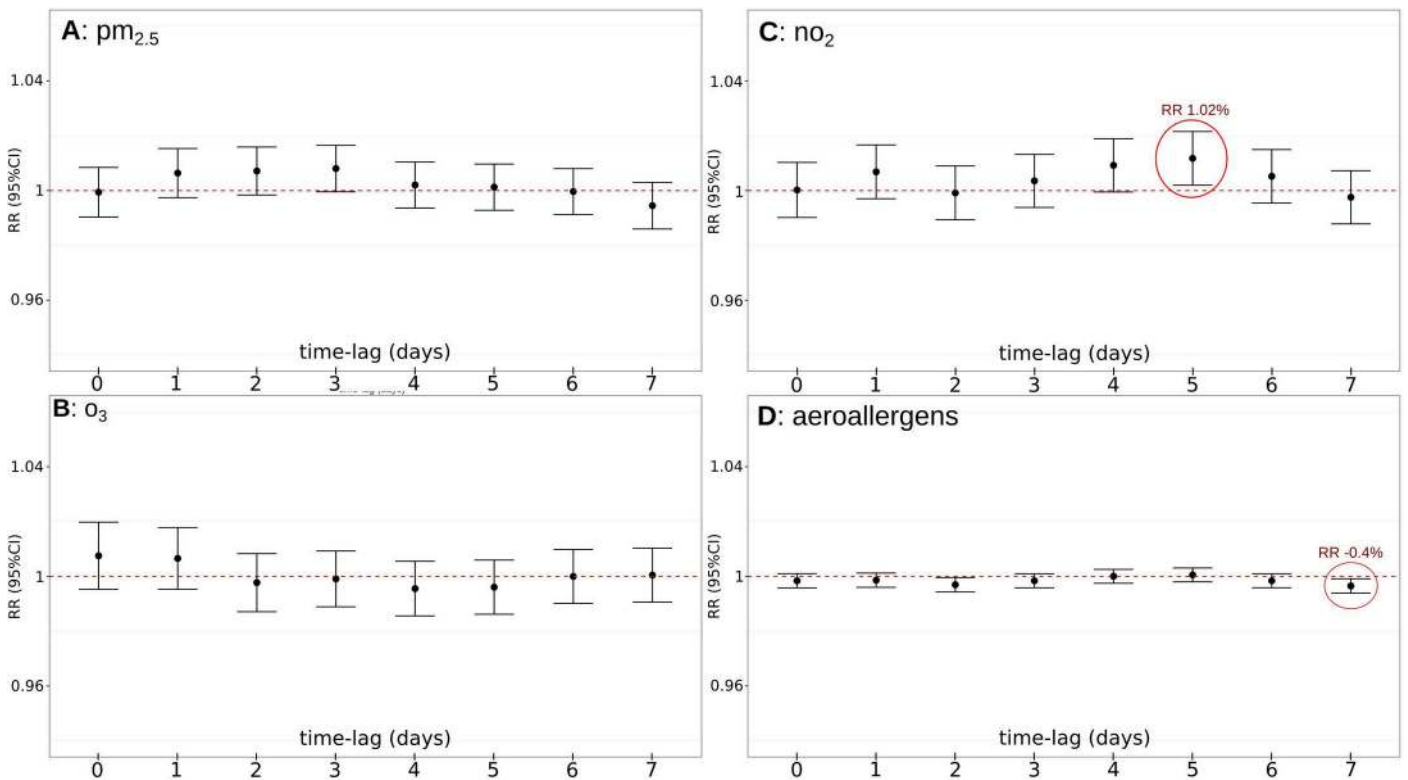 A: pm2.5
RR (95%CI)
1.04
1
0.96
time-lag (days)
0 1 2 3 4 5 6 7
C: no2
RR 1.02%
RR (95%CI)
1.04
1
0.96
time-lag (days)
0 1 2 3 4 5 6 7
time-lag (days)
B: o3
RR (95%CI)
1.04
1
0.96
time-lag (days)
0 1 2 3 4 5 6 7
D: aeroallergens
RR -0.4%
RR (95%CI)
1.04
1
0.96
time-lag (days)
0 1 2 3 4 5 6 7